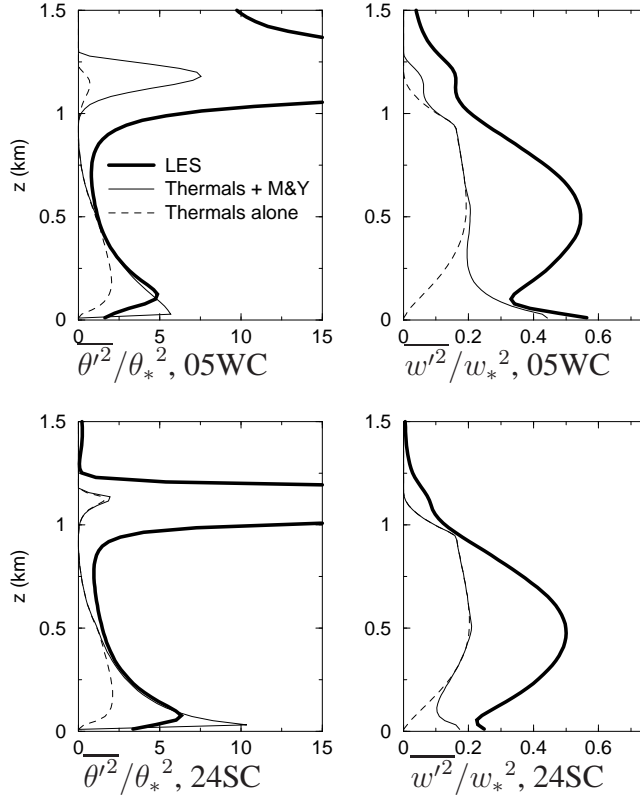 1.5
1
0.5
0
z (km)
LES
Thermals + M&Y
Thermals alone
0 5 10 15
θ′²/θ*², 05WC
1.5
1
0.5
0
0 0.2 0.4 0.6
w′²/w*², 05WC
1.5
1
0.5
0
z (km)
0 5 10 15
θ′²/θ*², 24SC
1.5
1
0.5
0
0 0.2 0.4 0.6
w′²/w*², 24SC